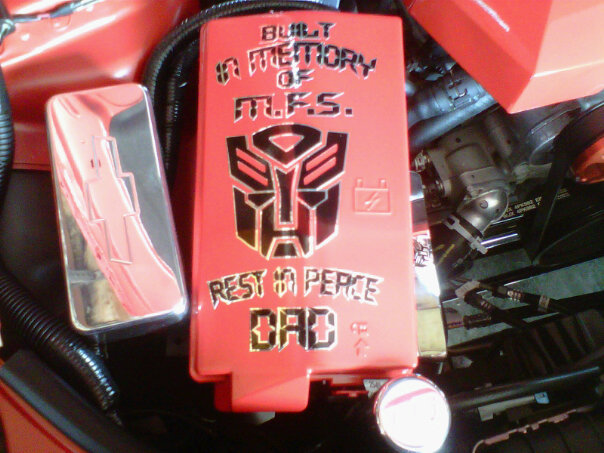 BUILT
IN MEMORY
OF
M.F.S.
REST IN PEACE
DAD